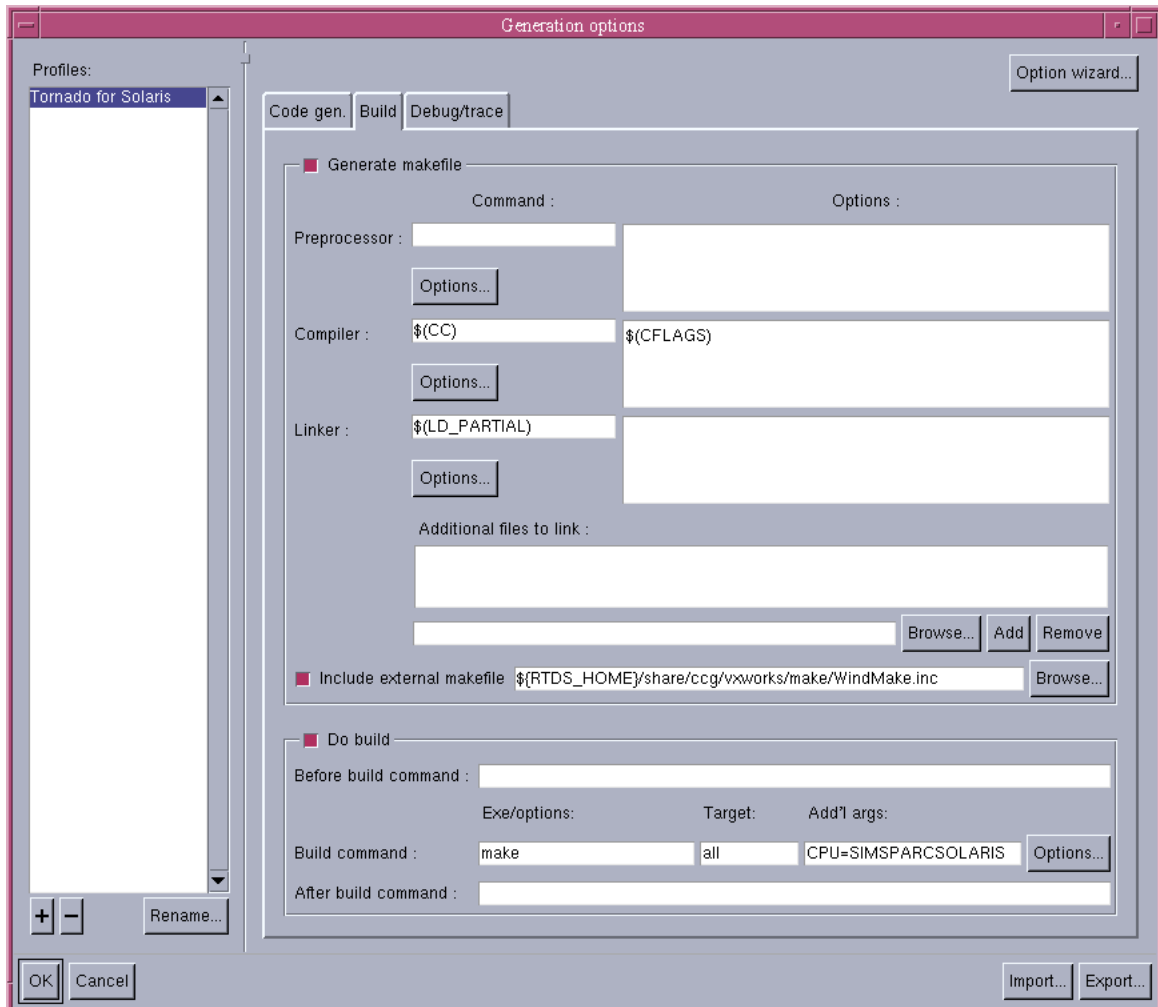 Generation options
Profiles:
Tornado for Solaris
Option wizard...
Code gen. Build Debug/trace
Generate makefile
Command : Options :
Preprocessor :
Options...
Compiler : $(CC) $(CFLAGS)
Options...
Linker : $(LD_PARTIAL)
Options...
Additional files to link :
Browse... Add Remove
Include external makefile ${RTDS_HOME}/share/ccg/vxworks/make/WindMake.inc Browse...
Do build
Before build command :
Exe/options: Target: Add'l args:
Build command : make all CPU=SIMSPARCSOLARIS Options...
After build command :
+ − Rename...
OK Cancel Import... Export...